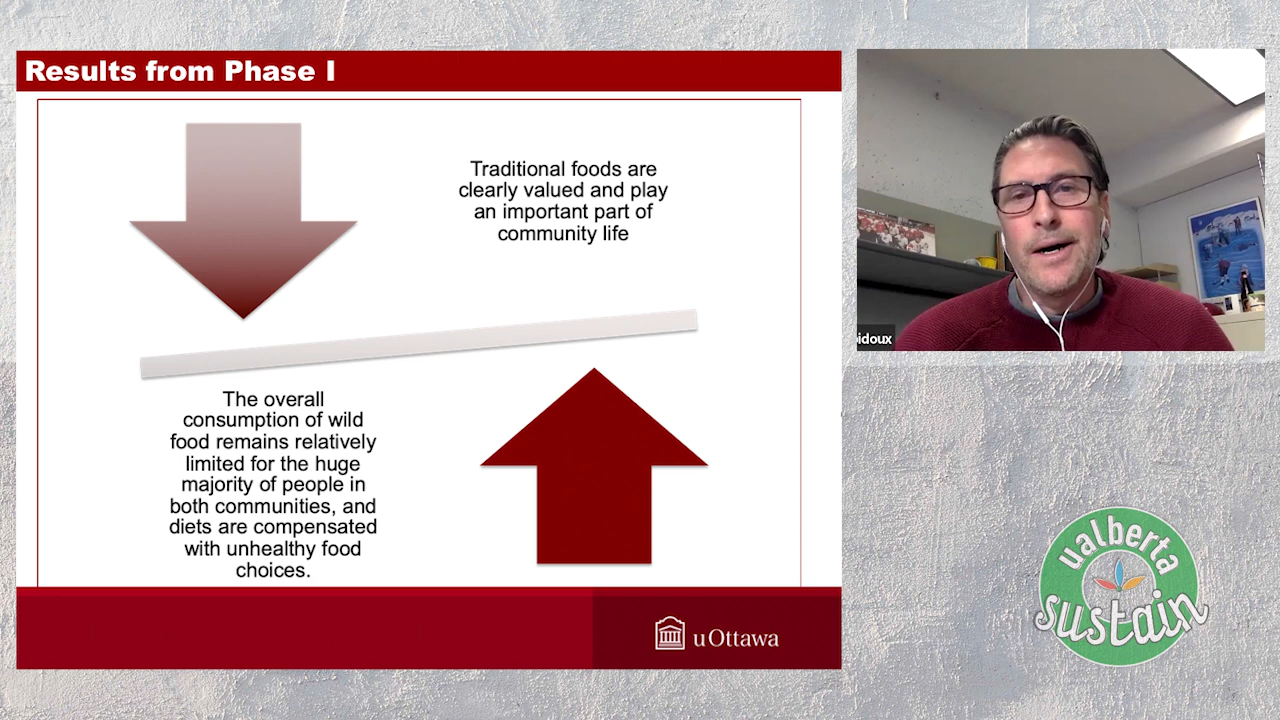 Results from Phase I
Traditional foods are
clearly valued and play
an important part of
community life
The overall
consumption of wild
food remains relatively
limited for the huge
majority of people in
both communities, and
diets are compensated
with unhealthy food
choices.
uOttawa
idoux
ualberta
sustain